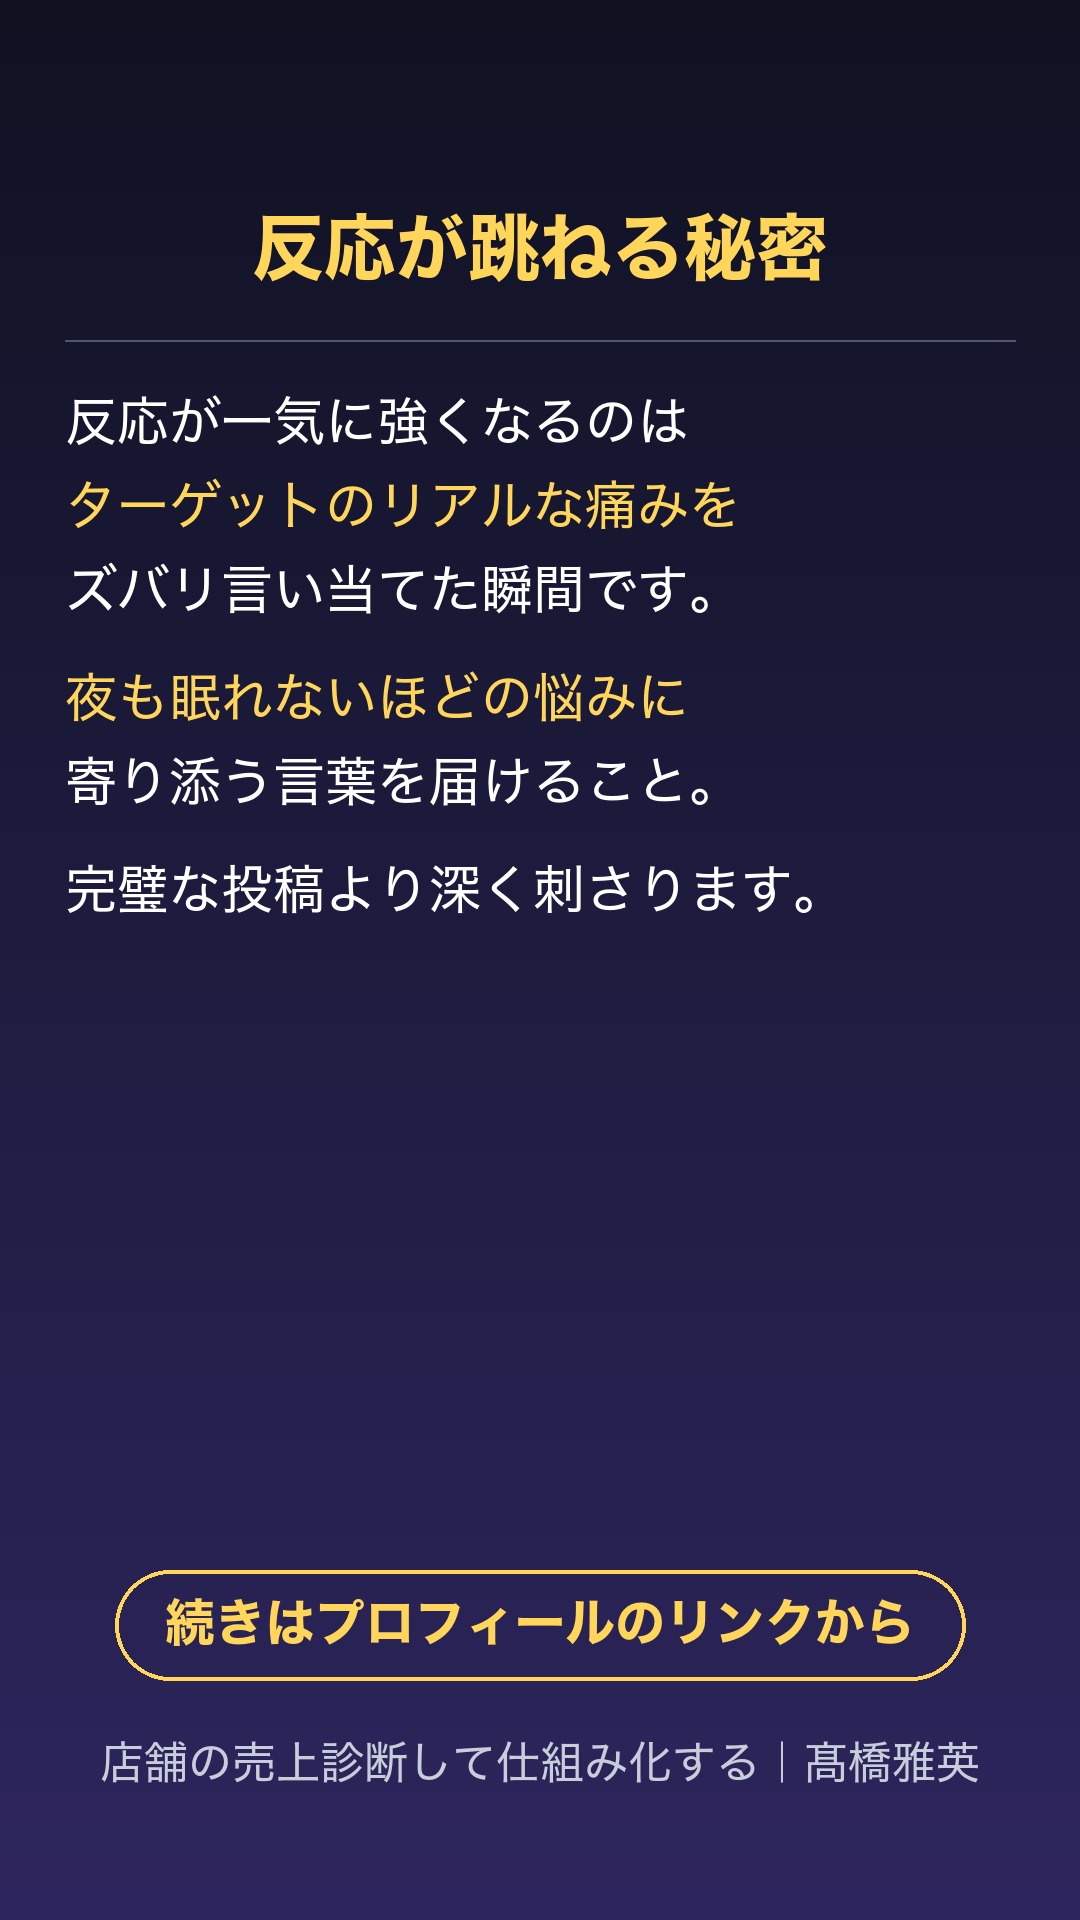 反応が跳ねる秘密
反応が一気に強くなるのは
ターゲットのリアルな痛みを
ズバリ言い当てた瞬間です。
夜も眠れないほどの悩みに
寄り添う言葉を届けること。
完璧な投稿より深く刺さります。
続きはプロフィールのリンクから
店舗の売上診断して仕組み化する｜髙橋雅英